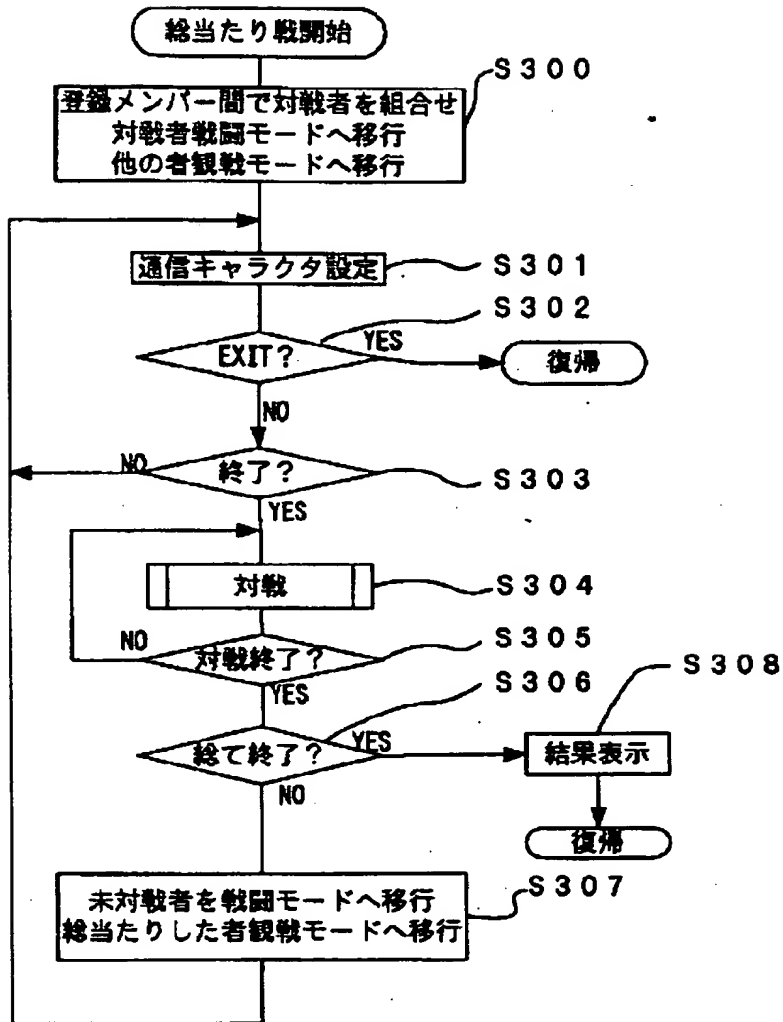 総当たり戦開始
S300
登録メンバー間で対戦者を組合せ
対戦者戦闘モードへ移行
他の者観戦モードへ移行
通信キャラクタ設定
S301
S302
EXIT?
YES
復帰
NO
NO
終了?
S303
YES
対戦
S304
NO
対戦終了?
S305
YES
S306
S308
総て終了?
YES
結果表示
NO
復帰
未対戦者を戦闘モードへ移行
総当たりした者観戦モードへ移行
S307